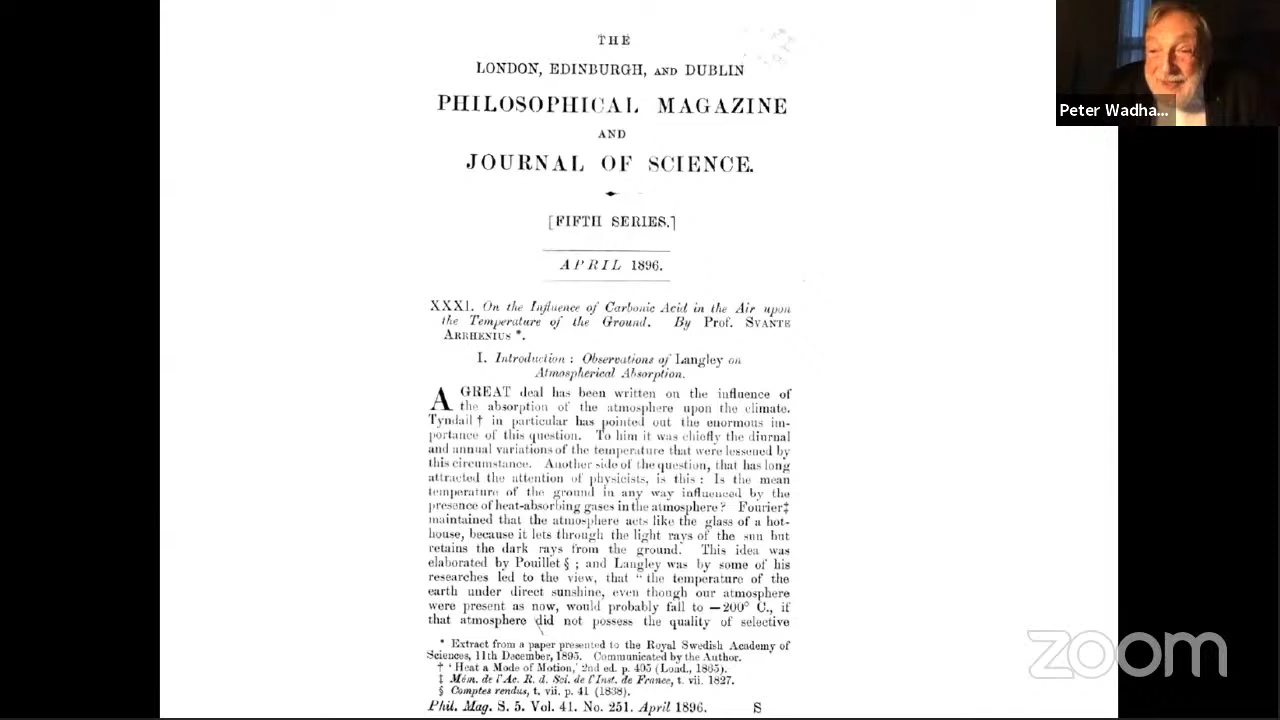 THE
LONDON, EDINBURGH, AND DUBLIN
PHILOSOPHICAL MAGAZINE
AND
JOURNAL OF SCIENCE.
[FIFTH SERIES.]
APRIL 1896.
XXXI. On the Influence of Carbonic Acid in the Air upon
the Temperature of the Ground. By Prof. SVANTE
ARRHENIUS *.
I. Introduction : Observations of Langley on
Atmospherical Absorption.
A GREAT deal has been written on the influence of
the absorption of the atmosphere upon the climate.
Tyndall † in particular has pointed out the enormous im-
portance of this question. To him it was chiefly the diurnal
and annual variations of the temperature that were lessened by
this circumstance. Another side of the question, that has long
attracted the attention of physicists, is this : Is the mean
temperature of the ground in any way influenced by the
presence of heat-absorbing gases in the atmosphere ? Fourier‡
maintained that the atmosphere acts like the glass of a hot-
house, because it lets through the light rays of the sun but
retains the dark rays from the ground. This idea was
elaborated by Pouillet § ; and Langley was by some of his
researches led to the view, that " the temperature of the
earth under direct sunshine, even though our atmosphere
were present as now, would probably fall to —200° C., if
that atmosphere did not possess the quality of selective
* Extract from a paper presented to the Royal Swedish Academy of
Sciences, 11th December, 1895. Communicated by the Author.
† ' Heat a Mode of Motion,' 2nd ed. p. 405 (Lond., 1865).
‡ Mém. de l'Ac. R. d. Sci. de l'Inst. de France, t. vii. 1827.
§ Comptes rendus, t. vii. p. 41 (1838).
Phil. Mag. S. 5. Vol. 41. No. 251. April 1896. S
Peter Wadha...
zoom